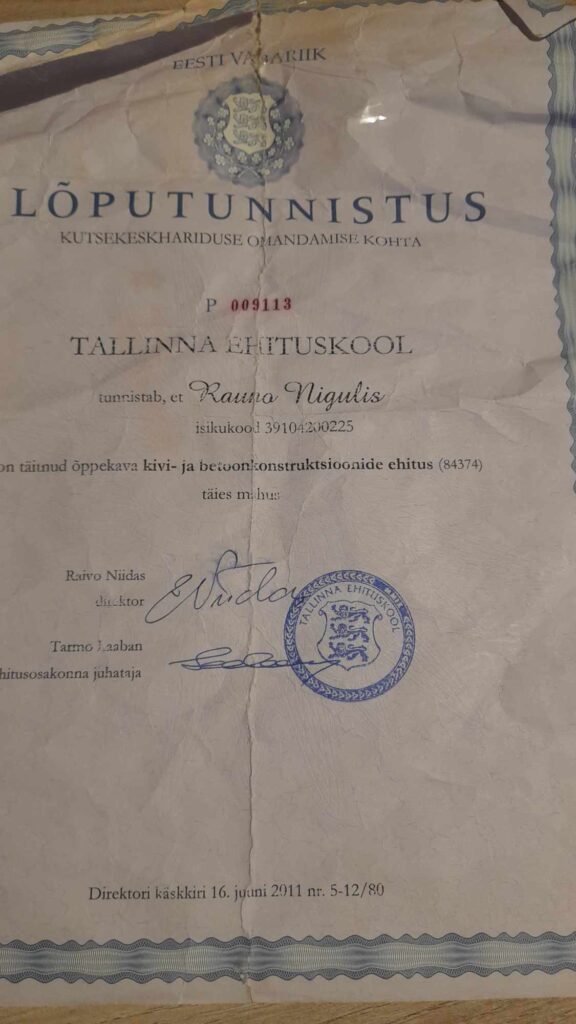 EESTI VABARIIK
LÕPUTUNNISTUS
KUTSEKESKHARIDUSE OMANDAMISE KOHTA
P 009113
TALLINNA EHITUSKOOL
tunnistab, et Rauno Nigulis
isikukood 39104200225
on täitnud õppekava kivi- ja betoonkonstruktsioonide ehitus (84374)
täies mahus
Raivo Niidas
direktor
TALLINNA EHITUSKOOL
Tarmo Laaban
hitusosakonna juhataja
Direktori käskkiri 16. juuni 2011 nr. 5-12/80